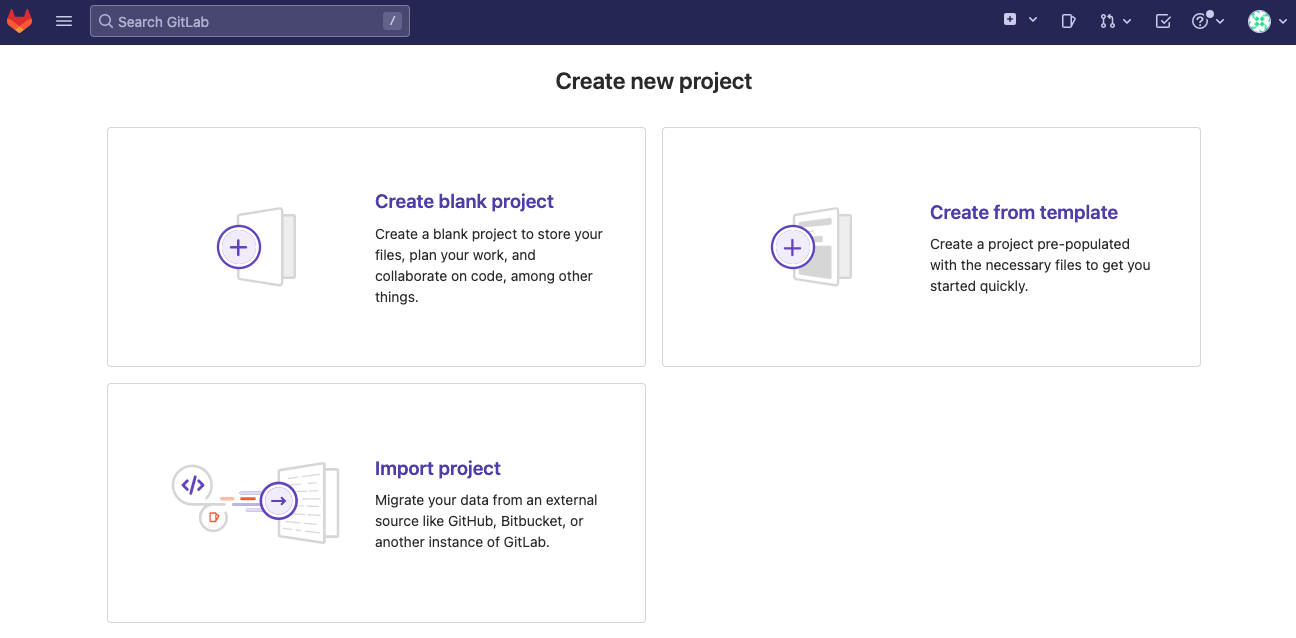 Search GitLab /
Create new project
Create blank project
Create a blank project to store your
files, plan your work, and
collaborate on code, among other
things.
Create from template
Create a project pre-populated
with the necessary files to get you
started quickly.
Import project
Migrate your data from an external
source like GitHub, Bitbucket, or
another instance of GitLab.